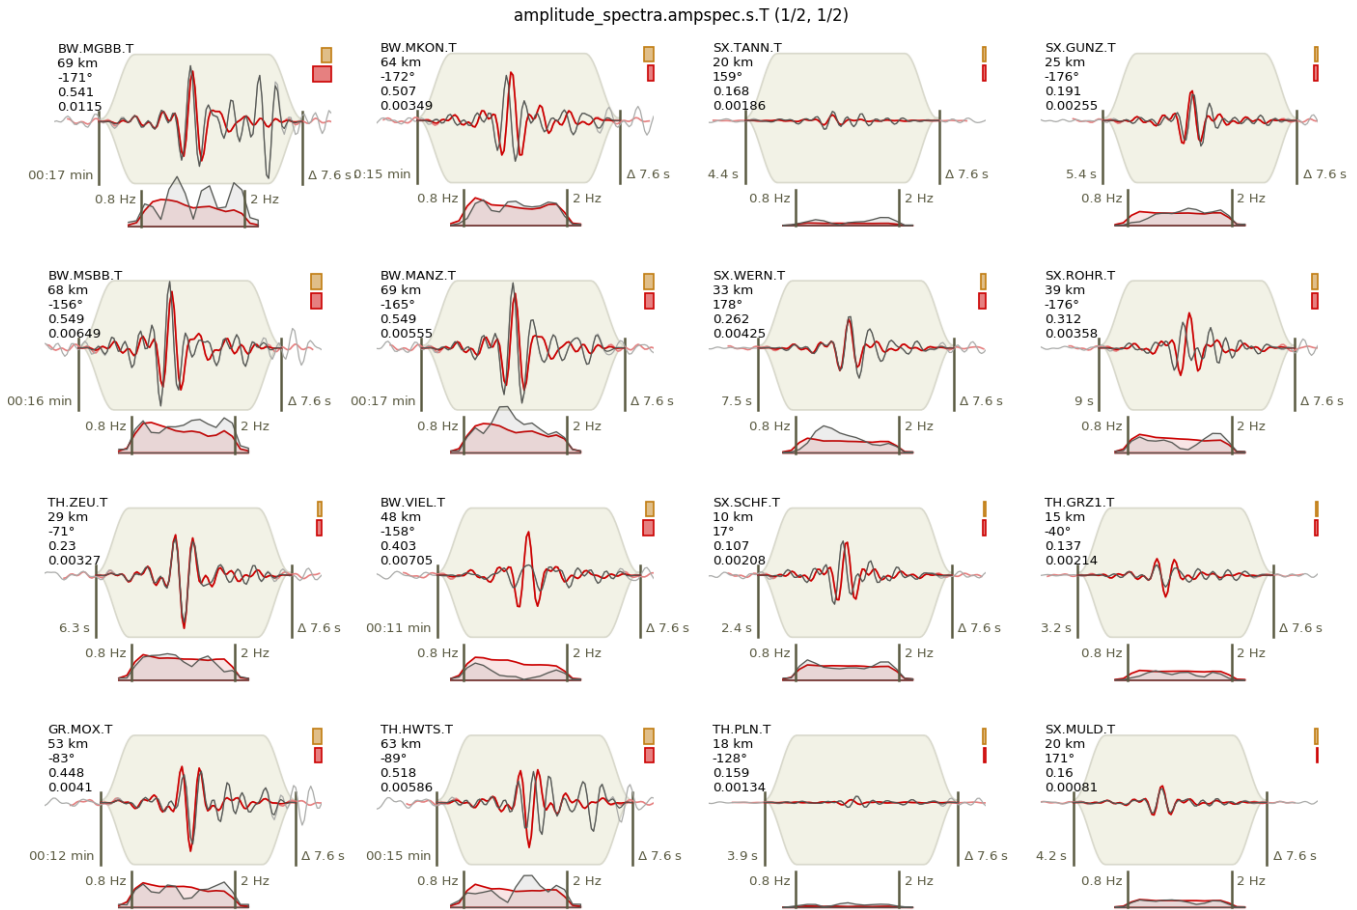 amplitude_spectra.ampspec.s.T (1/2, 1/2)
BW.MGBB.T
69 km
-171°
0.541
0.0115
00:17 min
Δ 7.6 s
0.8 Hz
2 Hz
BW.MKON.T
64 km
-172°
0.507
0.00349
0:15 min
Δ 7.6 s
0.8 Hz
2 Hz
SX.TANN.T
20 km
159°
0.168
0.00186
4.4 s
Δ 7.6 s
0.8 Hz
2 Hz
SX.GUNZ.T
25 km
-176°
0.191
0.00255
5.4 s
Δ 7.6 s
0.8 Hz
2 Hz
BW.MSBB.T
68 km
-156°
0.549
0.00649
00:16 min
Δ 7.6 s
0.8 Hz
2 Hz
BW.MANZ.T
69 km
-165°
0.549
0.00555
00:17 min
Δ 7.6 s
0.8 Hz
2 Hz
SX.WERN.T
33 km
178°
0.262
0.00425
7.5 s
Δ 7.6 s
0.8 Hz
2 Hz
SX.ROHR.T
39 km
-176°
0.312
0.00358
9 s
Δ 7.6 s
0.8 Hz
2 Hz
TH.ZEU.T
29 km
-71°
0.23
0.00327
6.3 s
Δ 7.6 s
0.8 Hz
2 Hz
BW.VIEL.T
48 km
-158°
0.403
0.00705
00:11 min
Δ 7.6 s
0.8 Hz
2 Hz
SX.SCHF.T
10 km
17°
0.107
0.00208
2.4 s
Δ 7.6 s
0.8 Hz
2 Hz
TH.GRZ1.T
15 km
-40°
0.137
0.00214
3.2 s
Δ 7.6 s
0.8 Hz
2 Hz
GR.MOX.T
53 km
-83°
0.448
0.0041
00:12 min
Δ 7.6 s
0.8 Hz
2 Hz
TH.HWTS.T
63 km
-89°
0.518
0.00586
00:15 min
Δ 7.6 s
0.8 Hz
2 Hz
TH.PLN.T
18 km
-128°
0.159
0.00134
3.9 s
Δ 7.6 s
0.8 Hz
2 Hz
SX.MULD.T
20 km
171°
0.16
0.00081
4.2 s
Δ 7.6 s
0.8 Hz
2 Hz